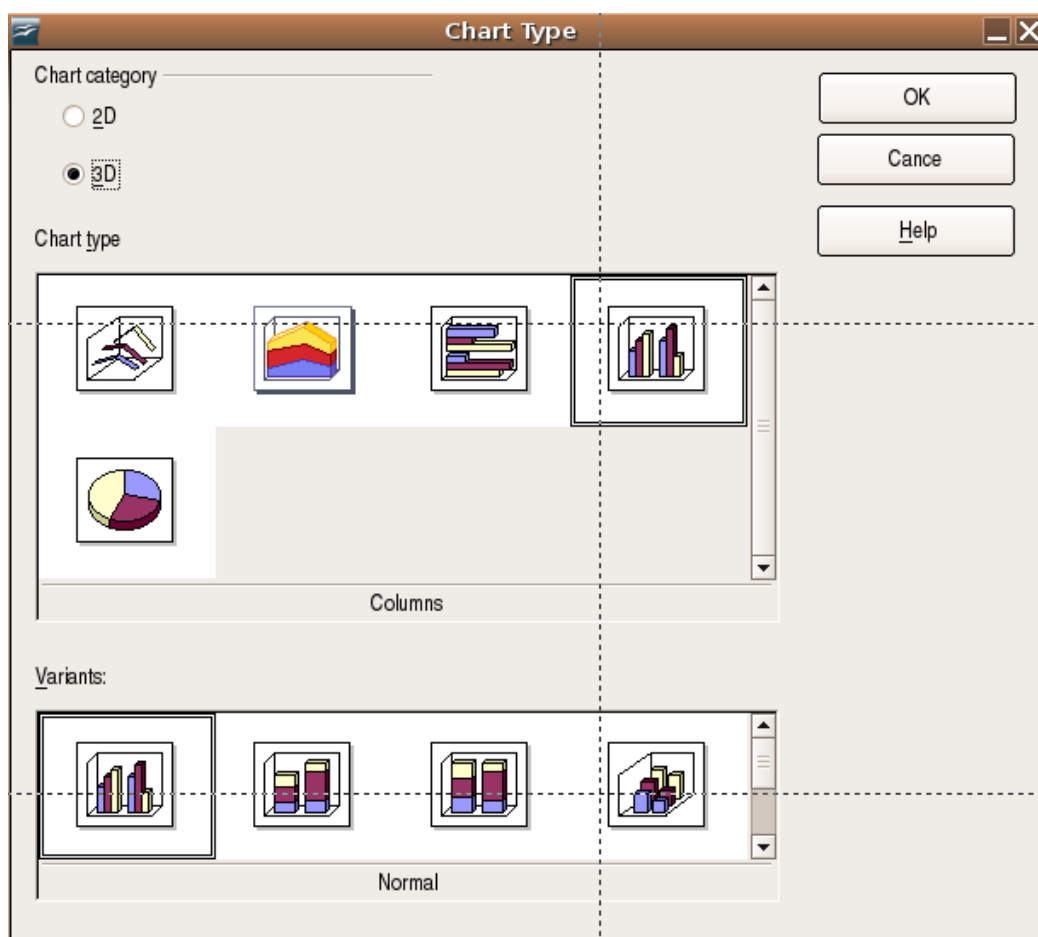 Chart Type
Chart category
2D
3D
OK
Cance
Help
Chart type
Columns
Variants:
Normal